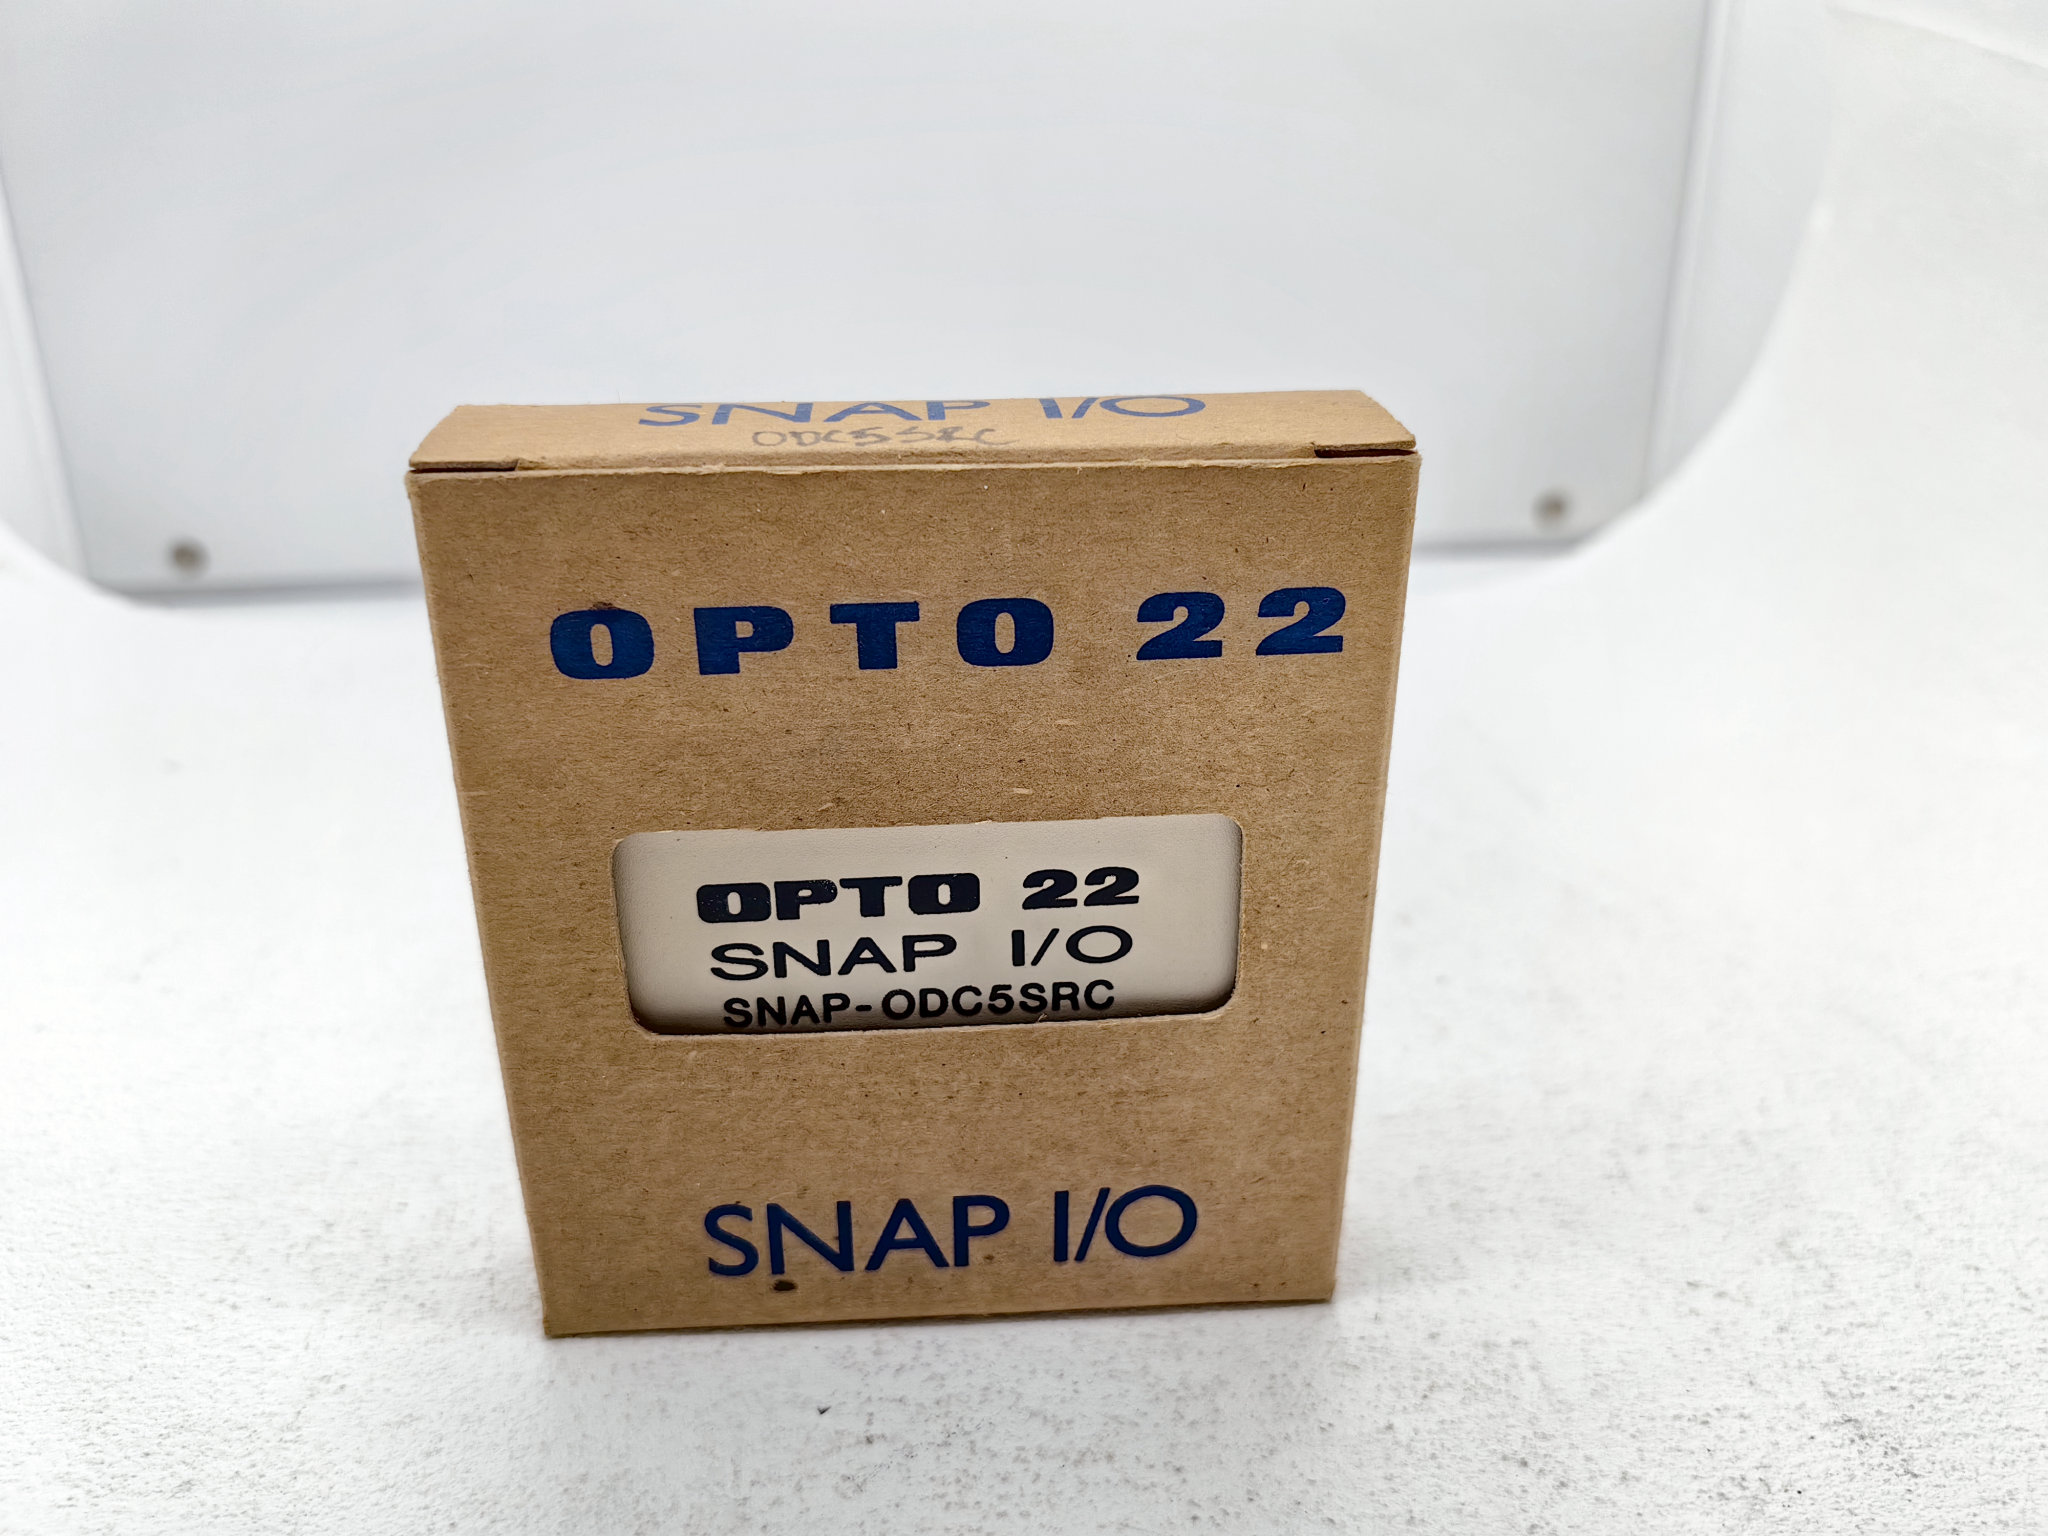 SNAP I/O
ODC5SRC
OPTO 22
OPTO 22
SNAP I/O
SNAP-ODC5SRC
SNAP I/O